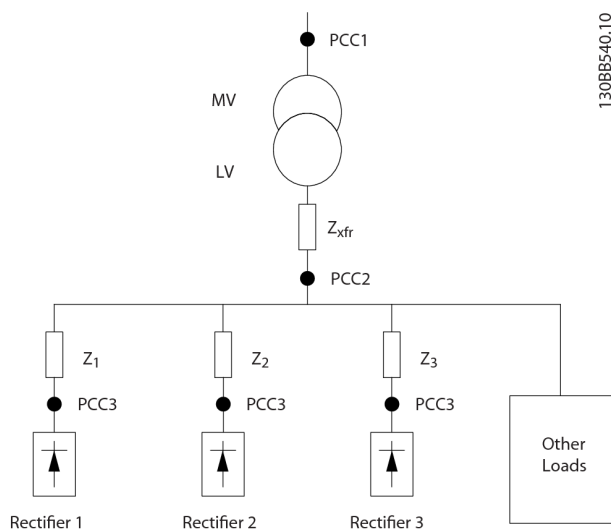 PCC1
130BB540.10
MV
LV
Zxfr
PCC2
Z1
Z2
Z3
PCC3
PCC3
PCC3
Other
Loads
Rectifier 1
Rectifier 2
Rectifier 3